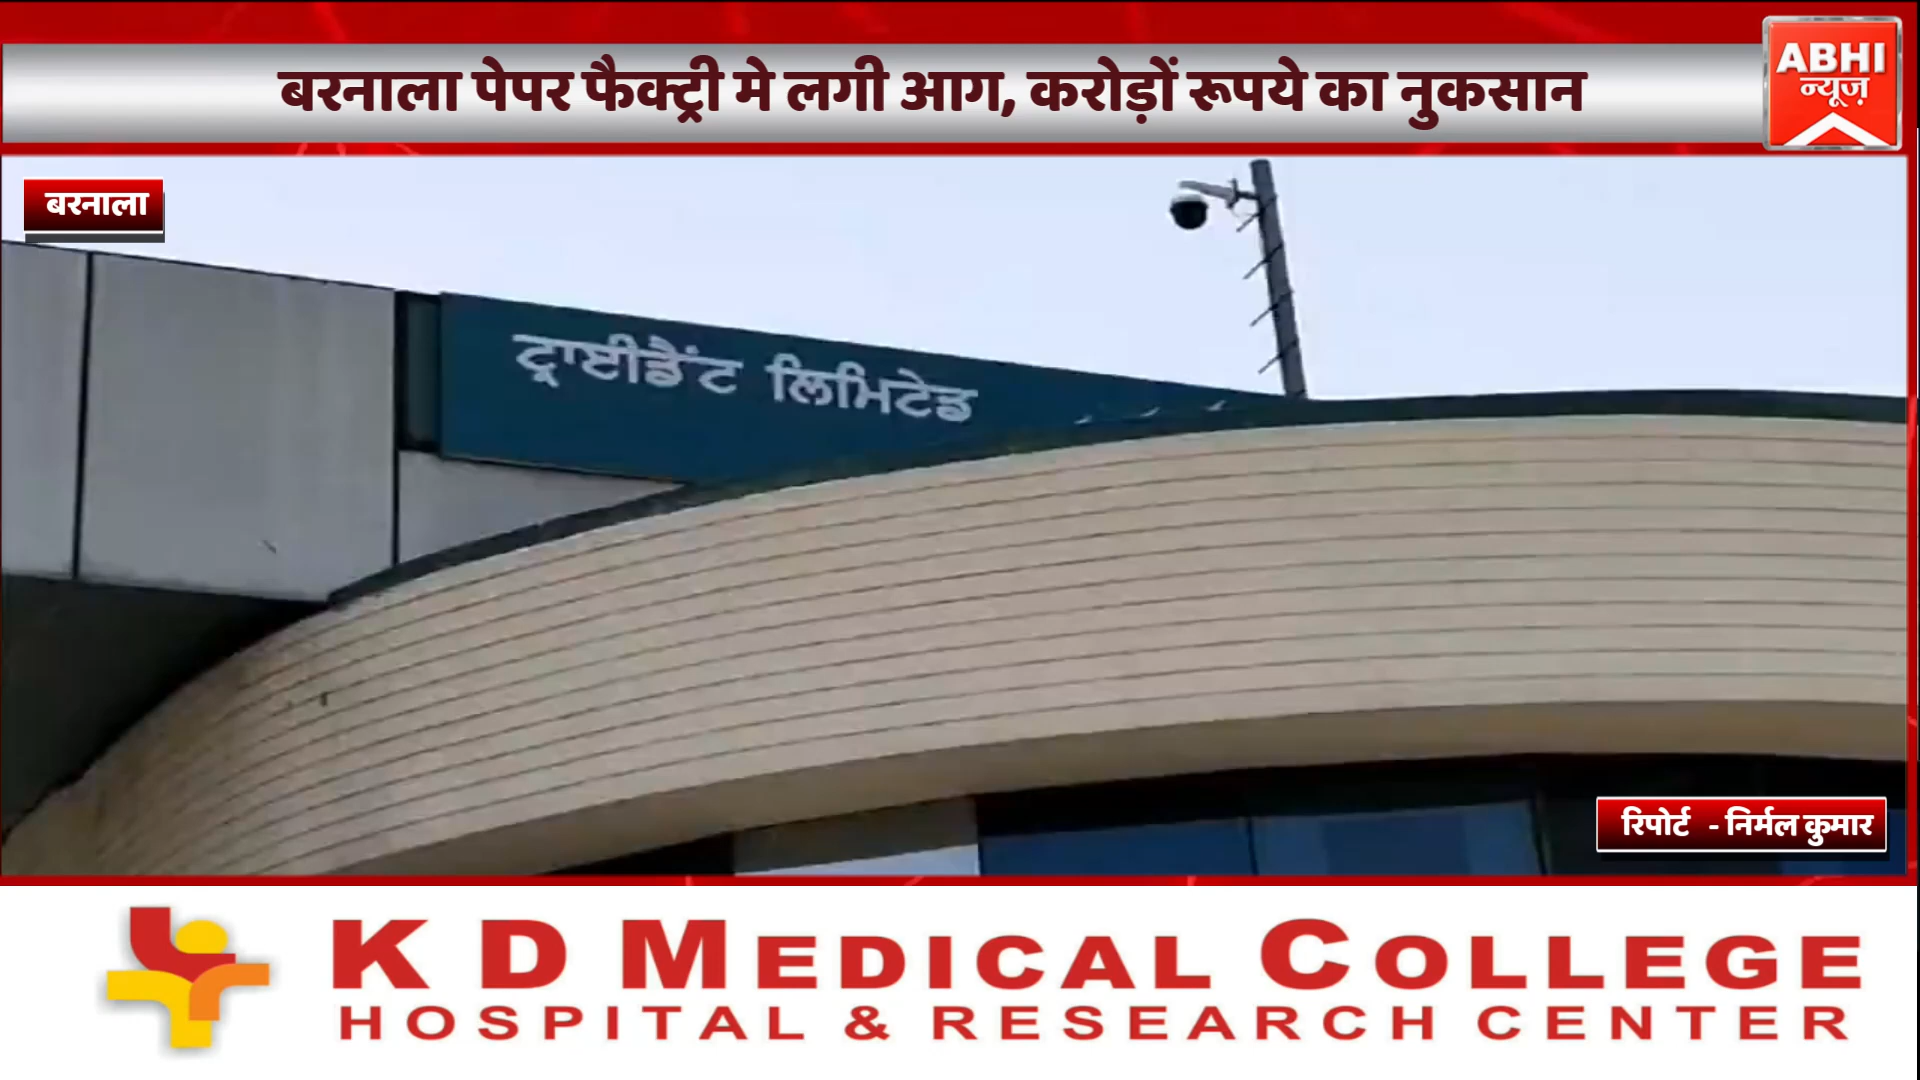 बरनाला पेपर फैक्ट्री मे लगी आग, करोड़ों रूपये का नुकसान
ABHI
न्यूज़
बरनाला
ਟ੍ਰਾਈਡੈਂਟ ਲਿਮਿਟੇਡ
रिपोर्ट - निर्मल कुमार
K D MEDICAL COLLEGE
HOSPITAL & RESEARCH CENTER